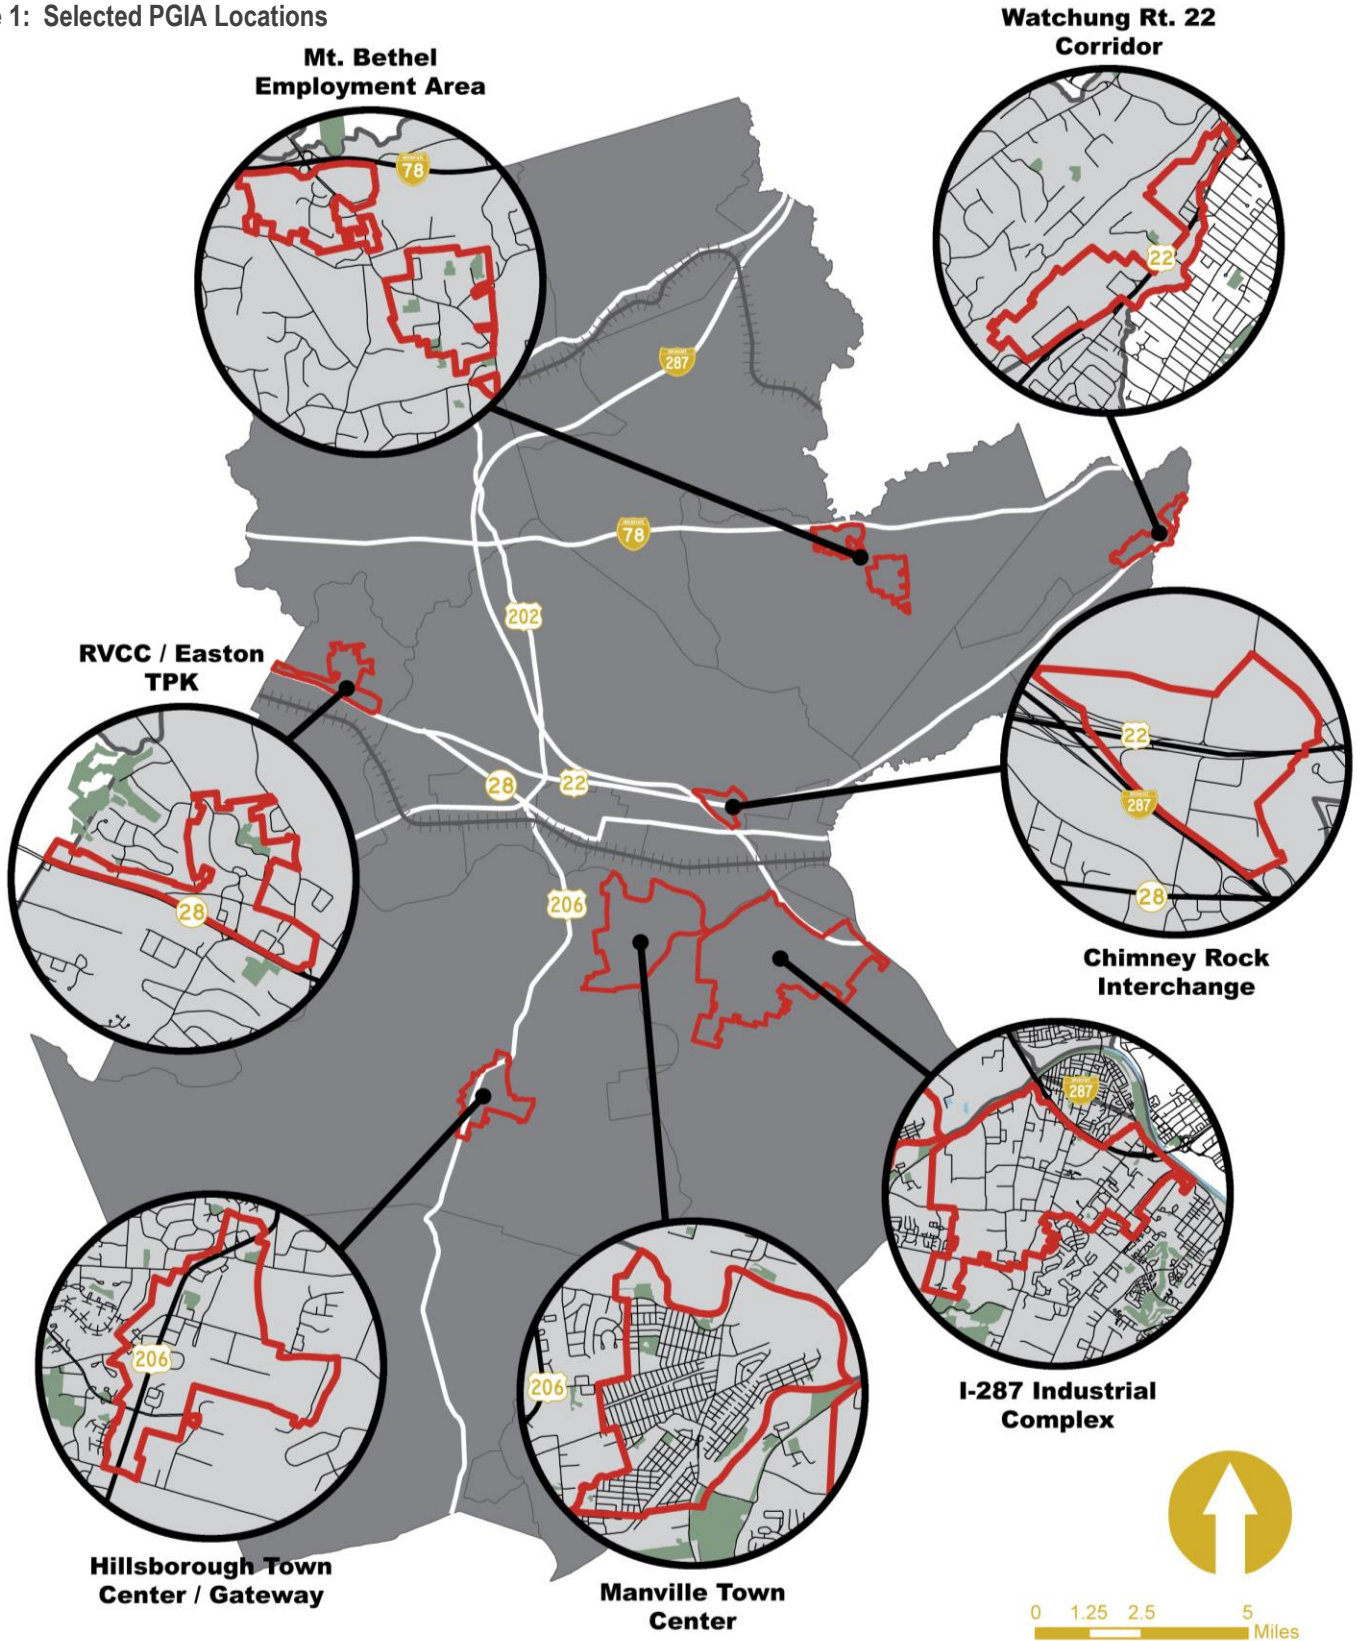 1: Selected PGIA Locations
Watchung Rt. 22
Corridor
Mt. Bethel
Employment Area
78
22
287
78
202
RVCC / Easton
TPK
22
287
28
22
28
28
206
Chimney Rock
Interchange
287
206
206
I-287 Industrial
Complex
Hillsborough Town
Center / Gateway
Manville Town
Center
0 1.25 2.5 5
Miles